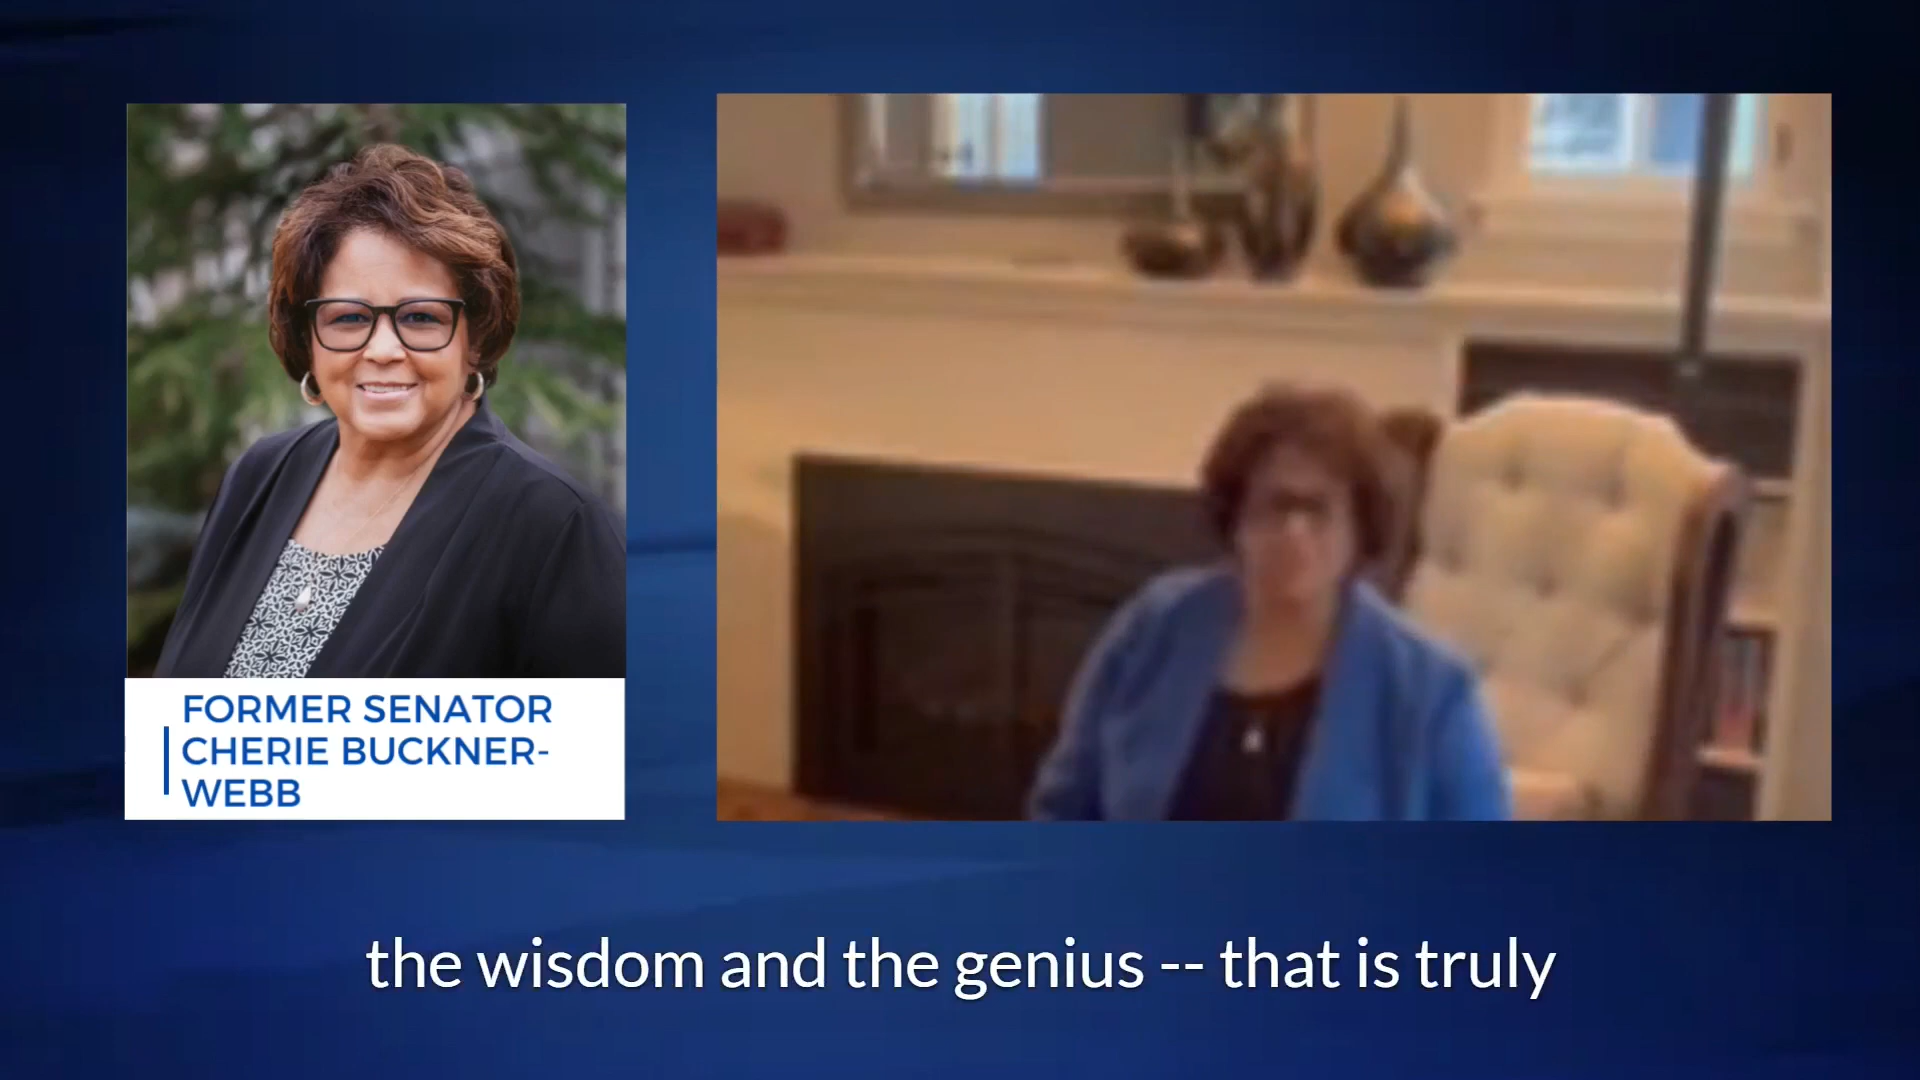 FORMER SENATOR
CHERIE BUCKNER-
WEBB
the wisdom and the genius -- that is truly